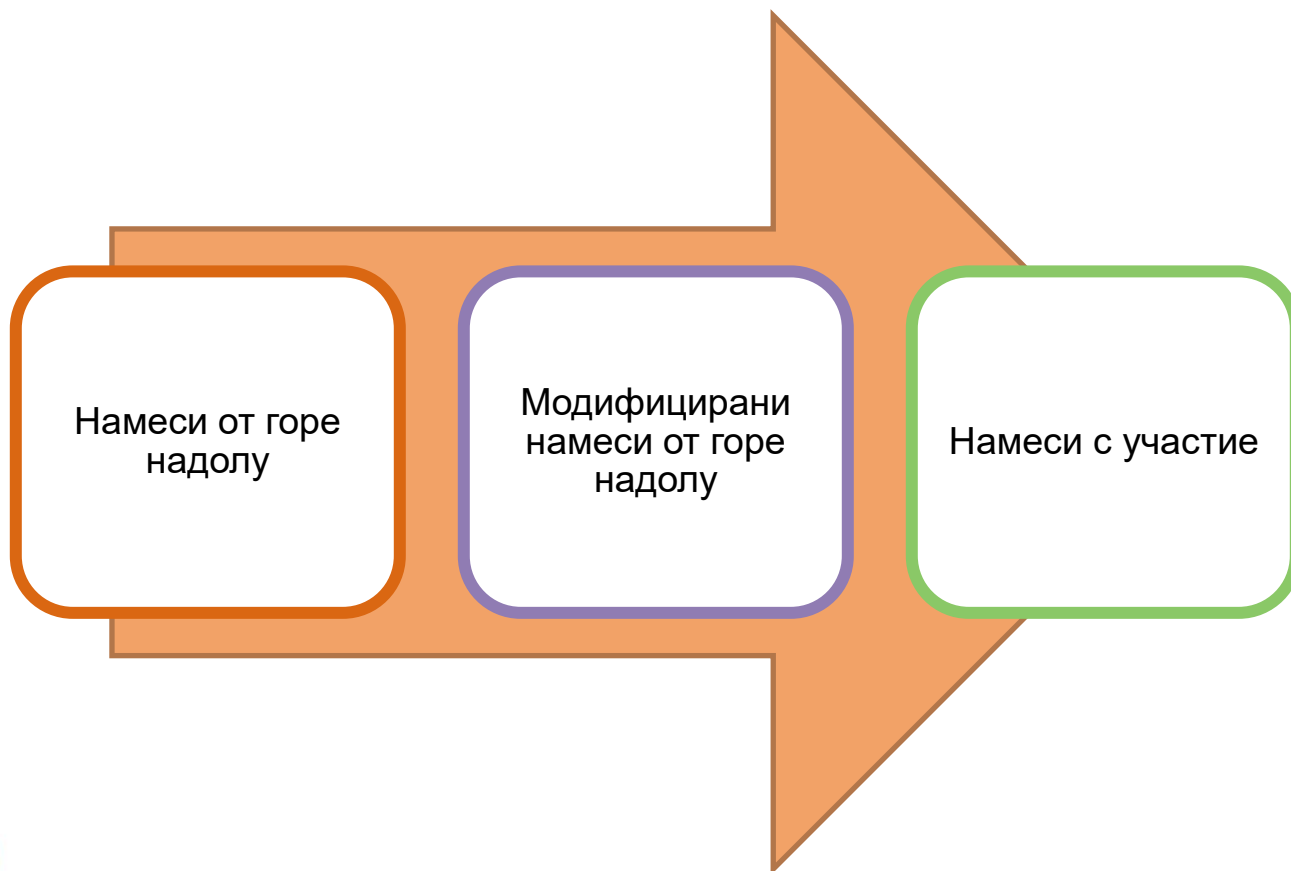 Намеси от горе
надолу
Модифицирани
намеси от горе
надолу
Намеси с участие